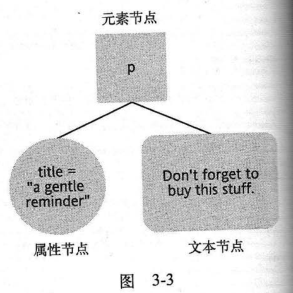 元素节点
p
title =
"a gentle
reminder"
Don't forget to
buy this stuff.
属性节点
文本节点
图 3-3